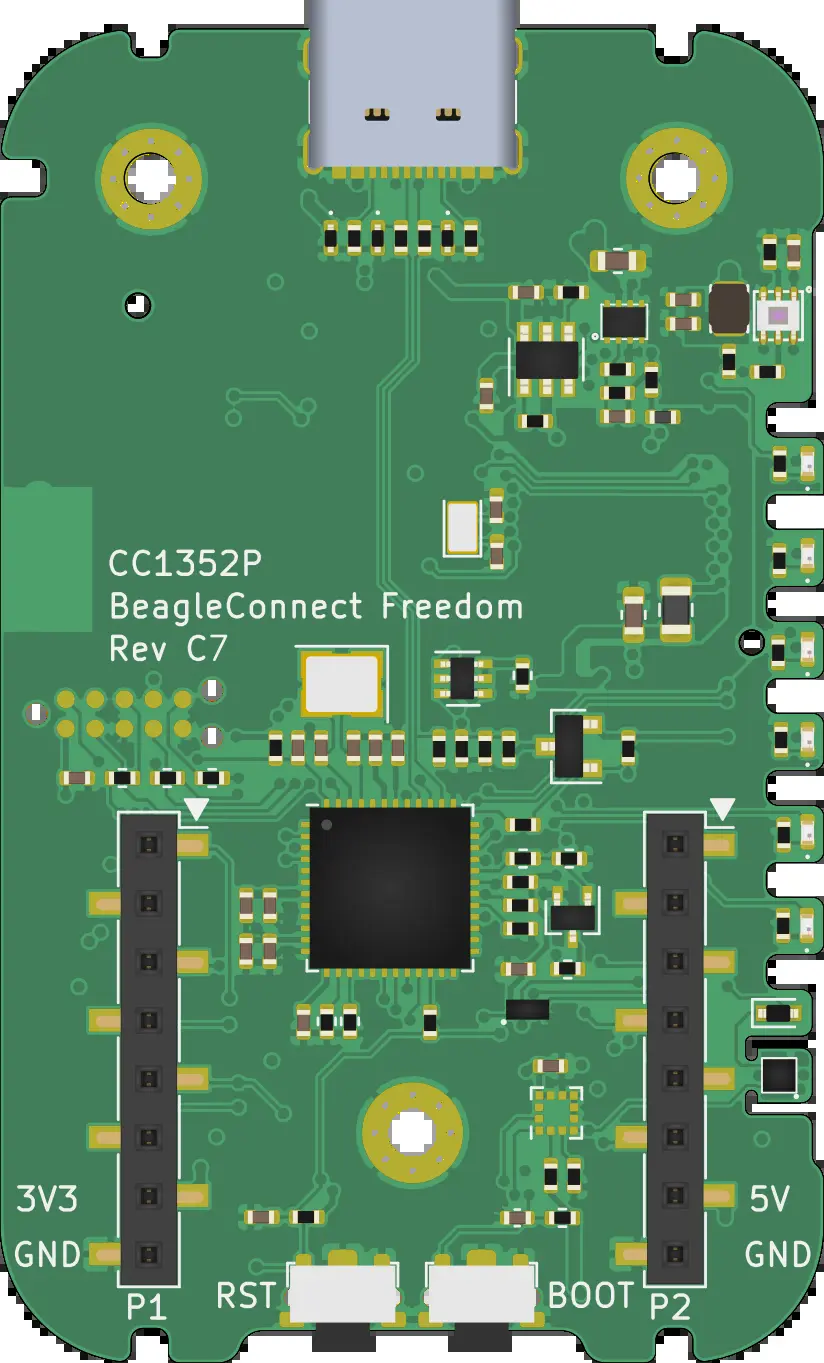 CC1352P
BeagleConnect Freedom
Rev C7
3V3
5V
GND
GND
RST
BOOT
P1
P2